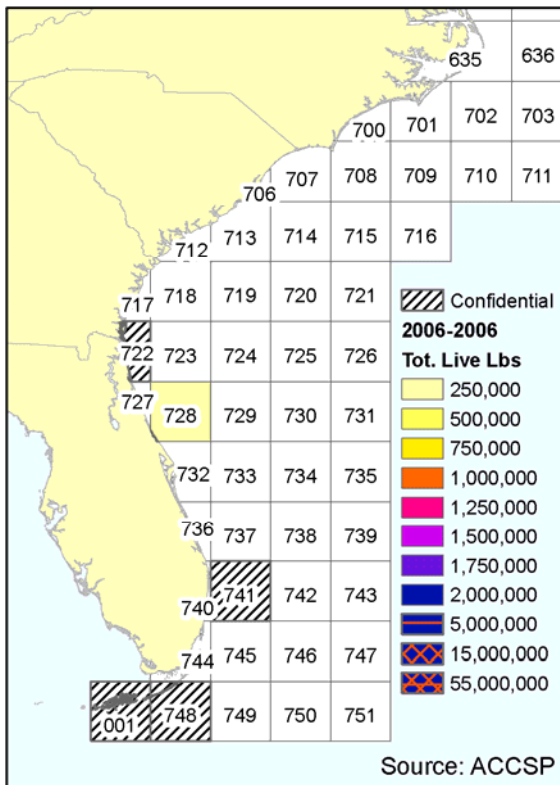 635 636
700 701 702 703
706 707 708 709 710 711
712 713 714 715 716
717 718 719 720 721
722 723 724 725 726
727 728 729 730 731
732 733 734 735
736 737 738 739
740 741 742 743
744 745 746 747
001 748 749 750 751
Confidential
2006-2006
Tot. Live Lbs
250,000
500,000
750,000
1,000,000
1,250,000
1,500,000
1,750,000
2,000,000
5,000,000
15,000,000
55,000,000
Source: ACCSP